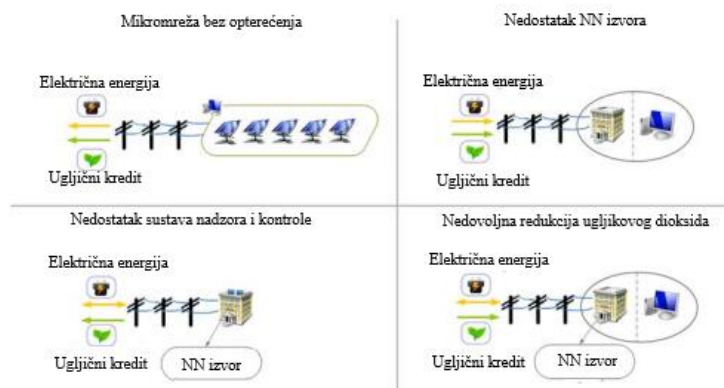 Mikromreža bez opterećenja
Električna energija
Ugljični kredit
Nedostatak NN izvora
Električna energija
Ugljični kredit
Nedostatak sustava nadzora i kontrole
Električna energija
Ugljični kredit
NN izvor
Nedovoljna redukcija ugljikovog dioksida
Električna energija
Ugljični kredit
NN izvor